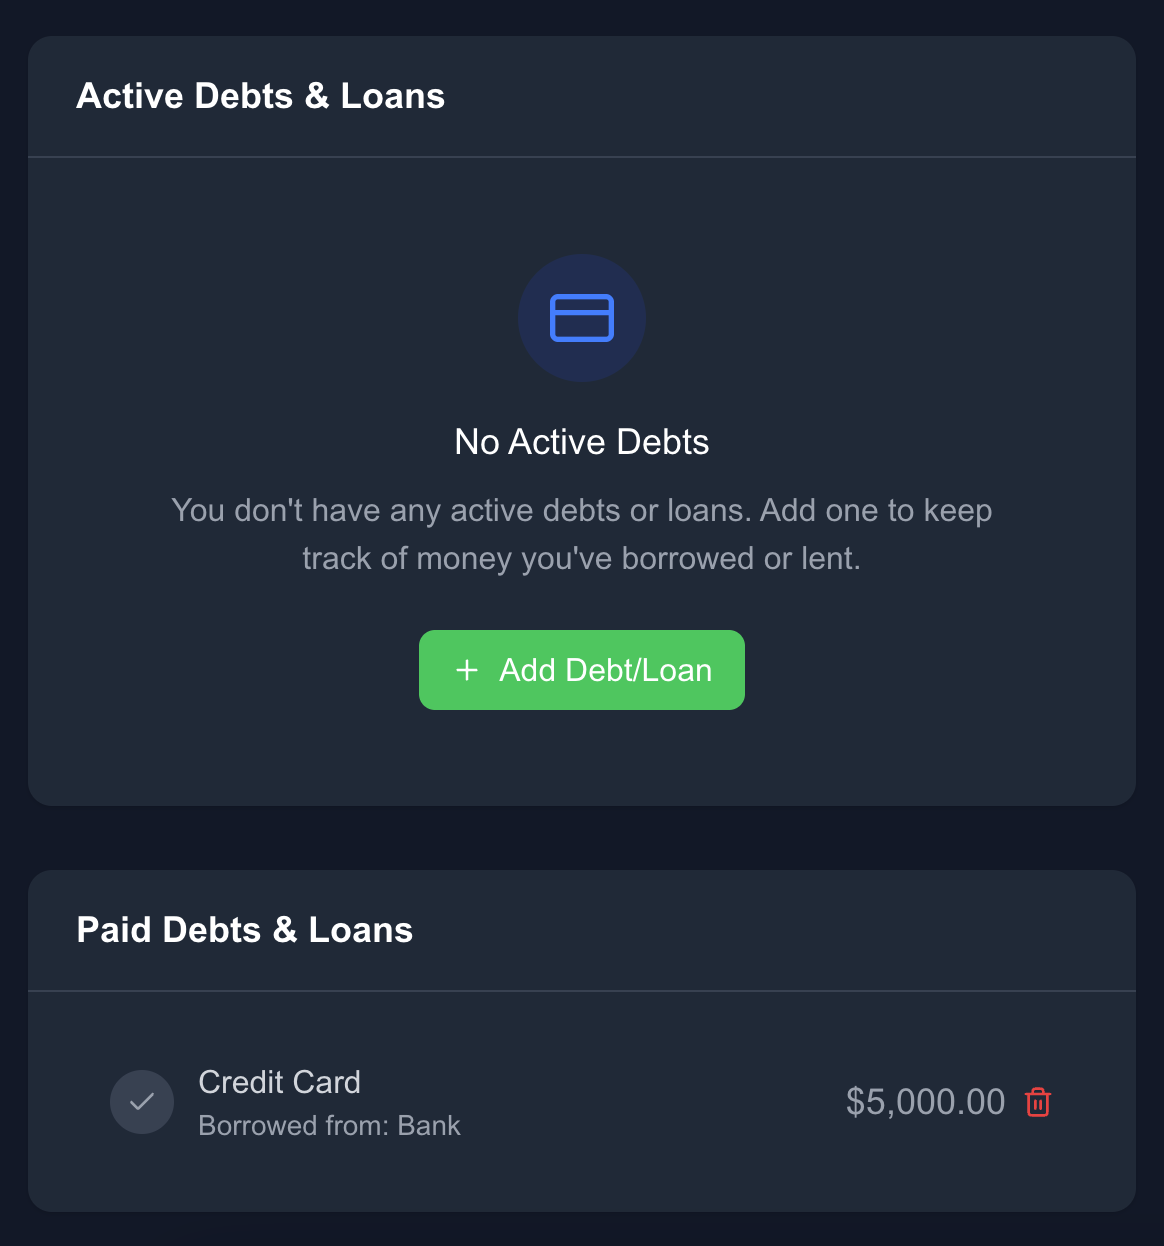 Active Debts & Loans
No Active Debts
You don't have any active debts or loans. Add one to keep
track of money you've borrowed or lent.
+ Add Debt/Loan
Paid Debts & Loans
Credit Card
Borrowed from: Bank
$5,000.00